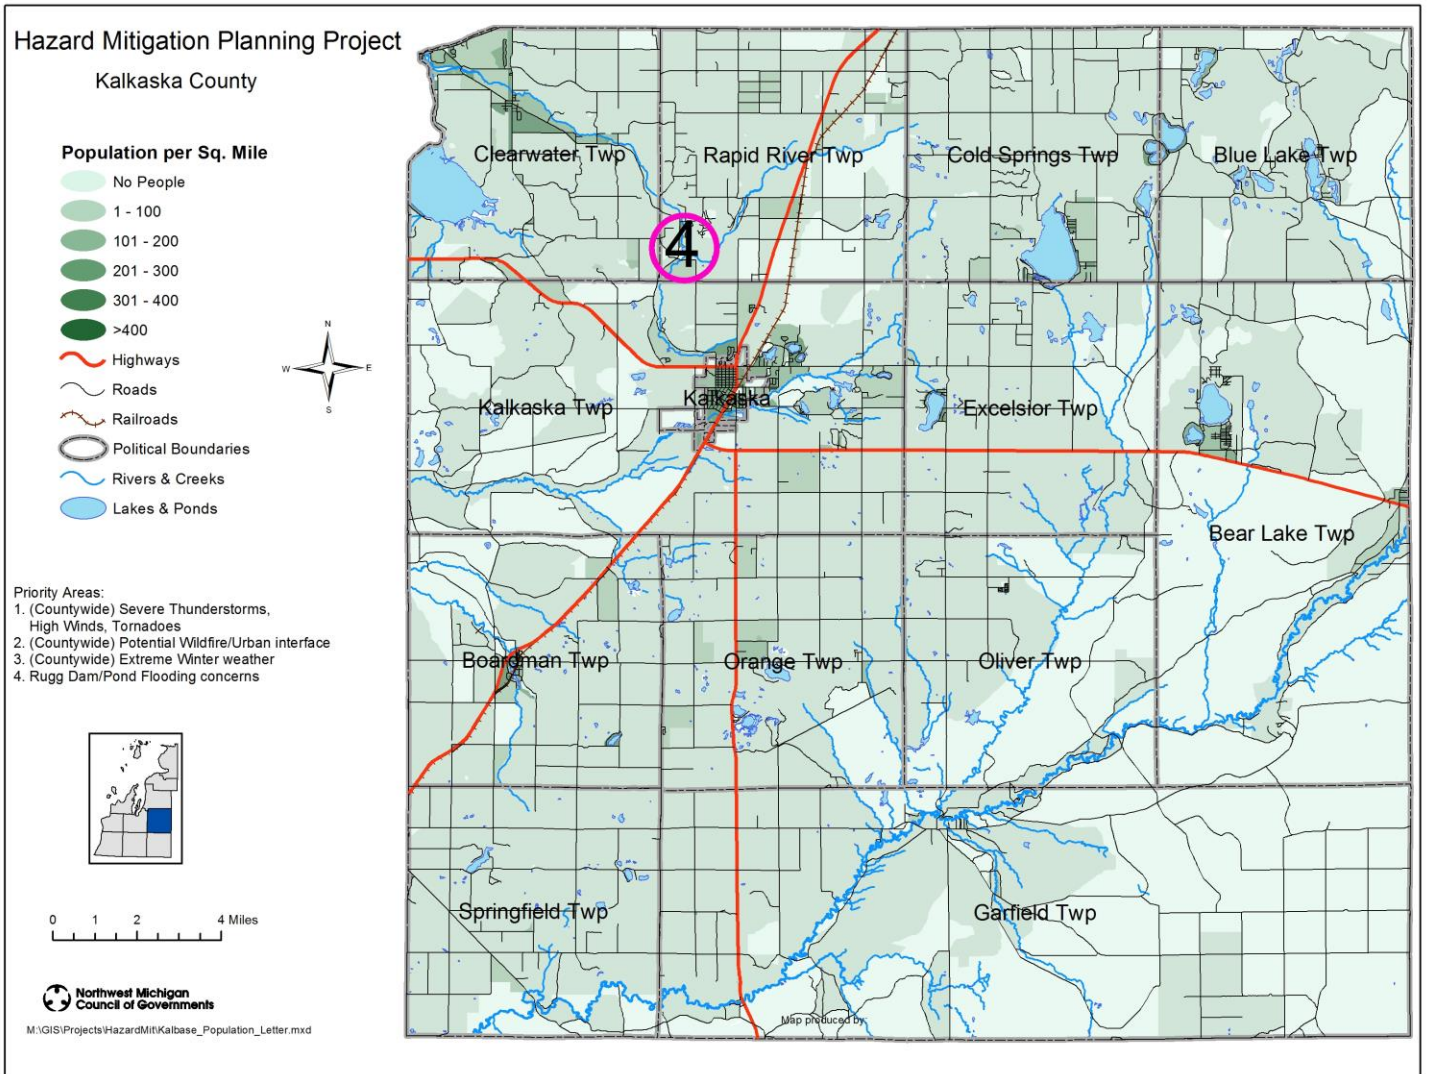 Hazard Mitigation Planning Project
Kalkaska County
Population per Sq. Mile
No People
1 - 100
101 - 200
201 - 300
301 - 400
>400
Highways
Roads
Railroads
Political Boundaries
Rivers & Creeks
Lakes & Ponds
N
W E
S
Priority Areas:
1. (Countywide) Severe Thunderstorms,
High Winds, Tornadoes
2. (Countywide) Potential Wildfire/Urban interface
3. (Countywide) Extreme Winter weather
4. Rugg Dam/Pond Flooding concerns
0 1 2 4 Miles
Northwest Michigan
Council of Governments
M:\GIS\Projects\HazardMit\Kalbase_Population_Letter.mxd
Clearwater Twp
Rapid River Twp
Cold Springs Twp
Blue Lake Twp
4
Kalkaska Twp
Kalkaska
Excelsior Twp
Bear Lake Twp
Boardman Twp
Orange Twp
Oliver Twp
Springfield Twp
Garfield Twp
Map produced by: